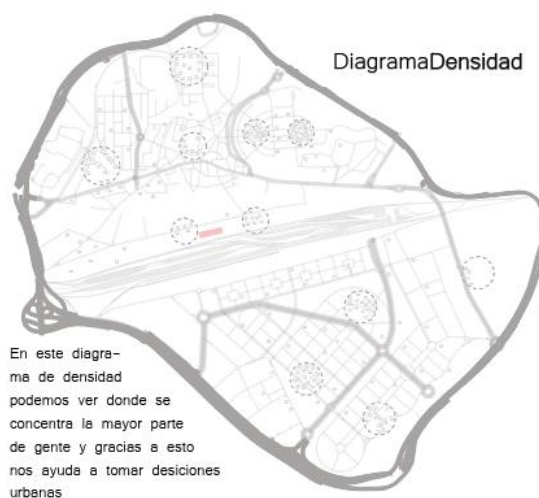 DiagramaDensidad
En este diagra-
ma de densidad
podemos ver donde se
concentra la mayor parte
de gente y gracias a esto
nos ayuda a tomar desiciones
urbanas